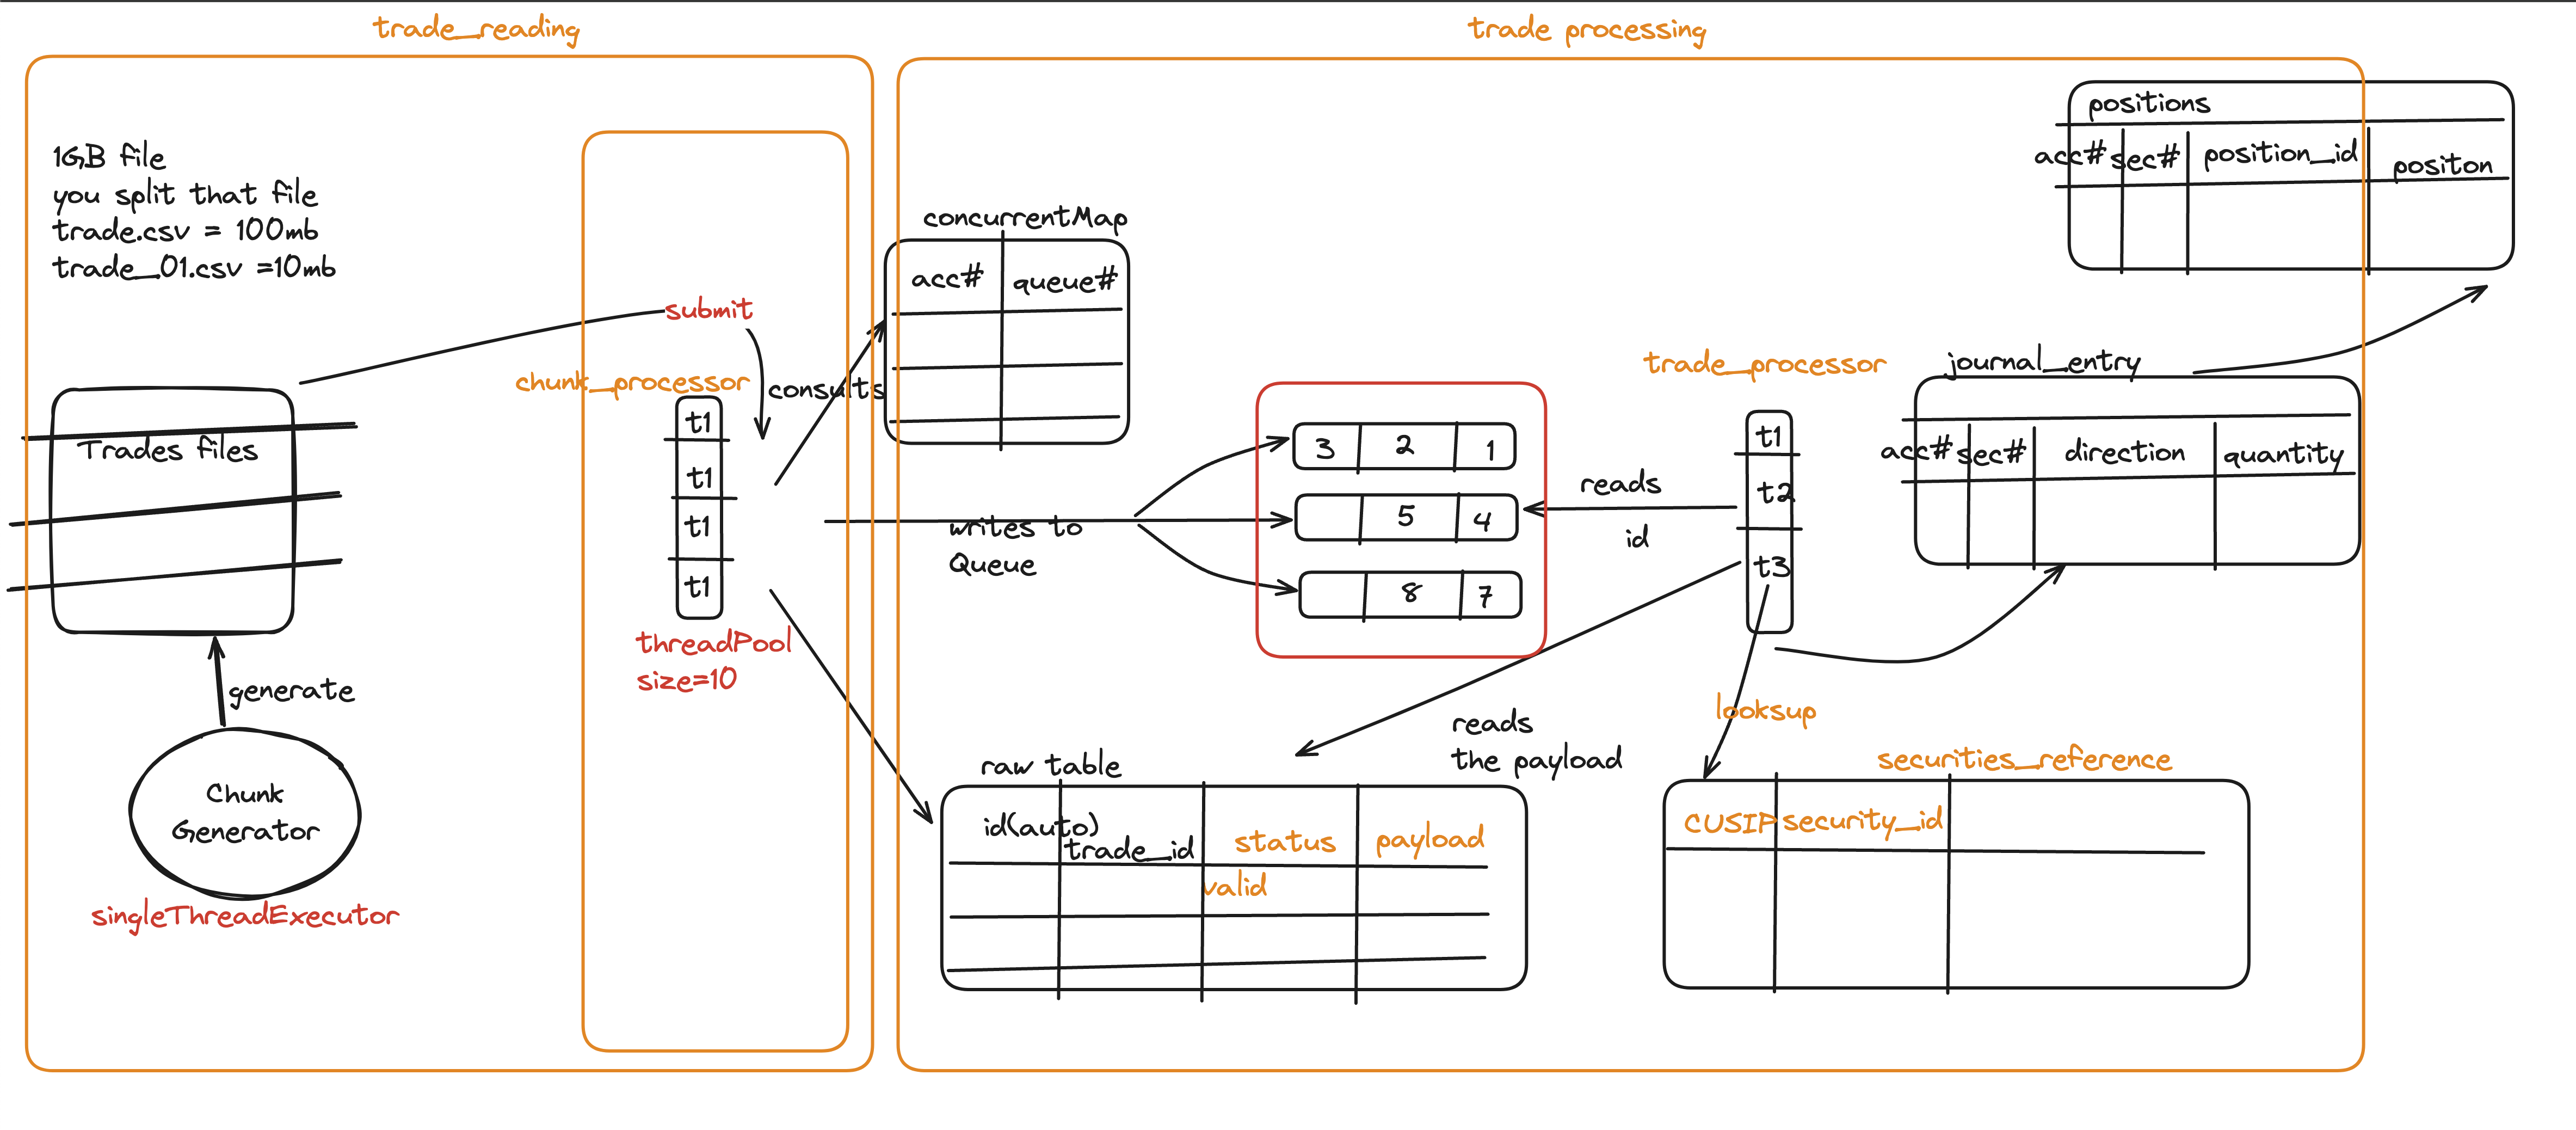 trade_reading
trade processing
1GB file
you split that file
trade.csv = 100mb
trade_01.csv =10mb
submit
chunk_processor
consults
Trades files
t1
t1
t1
t1
threadPool
size=10
generate
Chunk
Generator
singleThreadExecutor
concurrentMap
acc#
queue#
writes to
Queue
3
2
1
5
4
8
7
reads
id
trade_processor
t1
t2
t3
reads
the payload
looksup
raw table
id(auto)
trade_id
status
payload
valid
securities_reference
CUSIP
security_id
journal_entry
acc#
sec#
direction
quantity
positions
acc#
sec#
position_id
positon